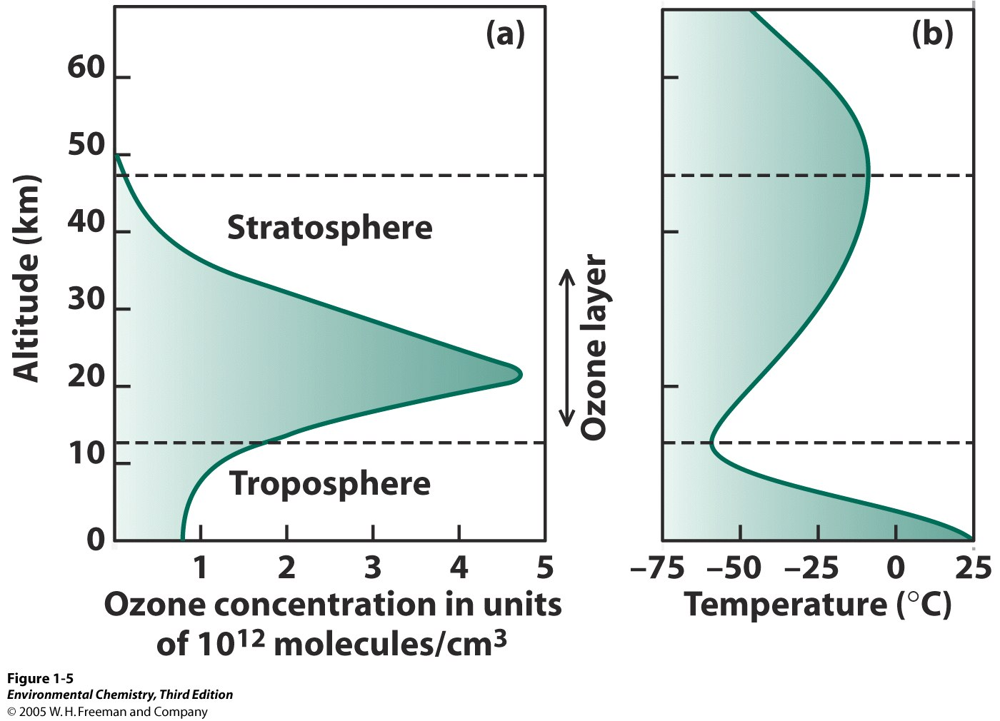 (a)
60
50
40
30
20
10
0
Altitude (km)
Stratosphere
Troposphere
1 2 3 4 5
Ozone concentration in units
of 10¹² molecules/cm³
Ozone layer
(b)
–75 –50 –25 0 25
Temperature (°C)
Figure 1-5
Environmental Chemistry, Third Edition
© 2005 W. H. Freeman and Company